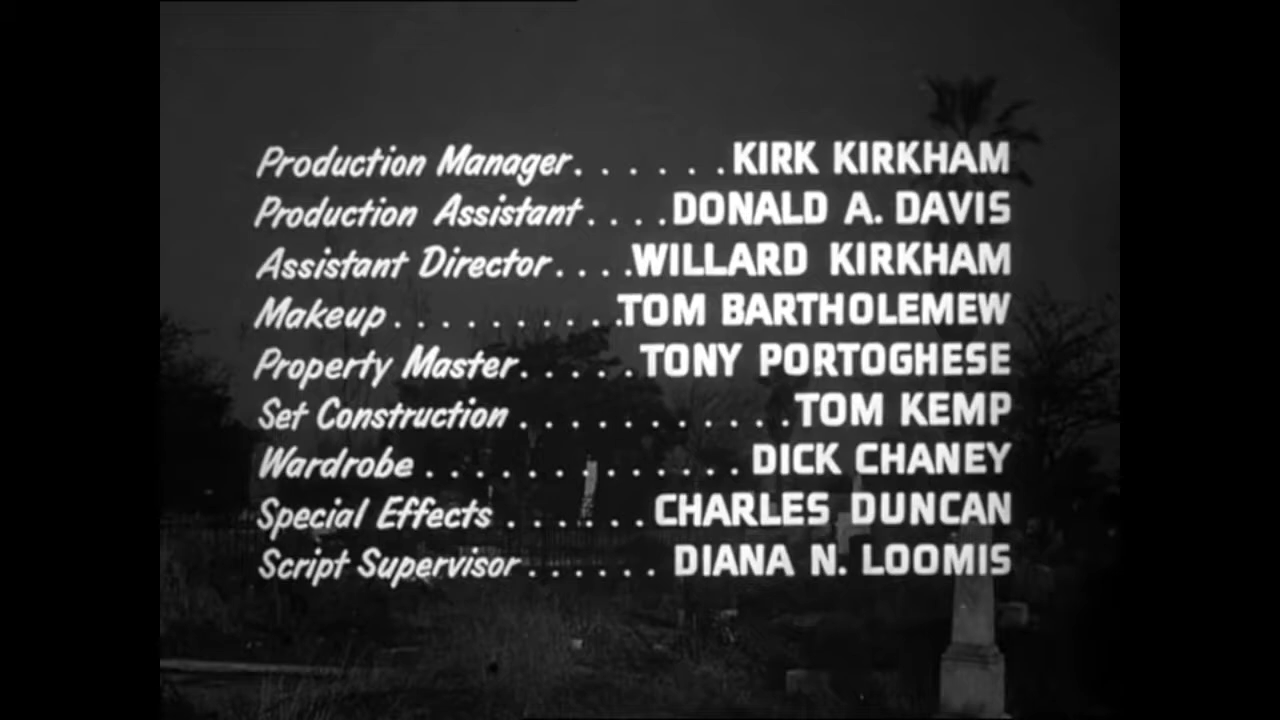 Production Manager. . . . . . .KIRK KIRKHAM
Production Assistant. . . .DONALD A. DAVIS
Assistant Director. . . .WILLARD KIRKHAM
Makeup. . . . . . . . . .TOM BARTHOLEMEW
Property Master. . . . . .TONY PORTOGHESE
Set Construction. . . . . . . . . . .TOM KEMP
Wardrobe. . . . . . . . . . . . .DICK CHANEY
Special Effects. . . . . .CHARLES DUNCAN
Script Supervisor. . . . . . DIANA N. LOOMIS